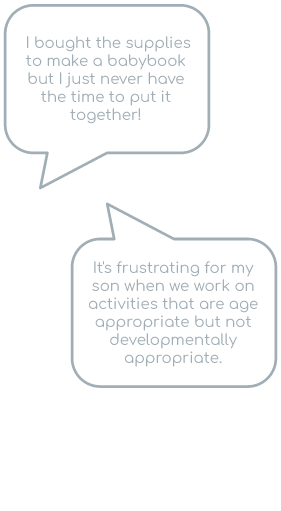 I bought the supplies
to make a babybook
but I just never have
the time to put it
together!
It's frustrating for my
son when we work on
activities that are age
appropriate but not
developmentally
appropriate.